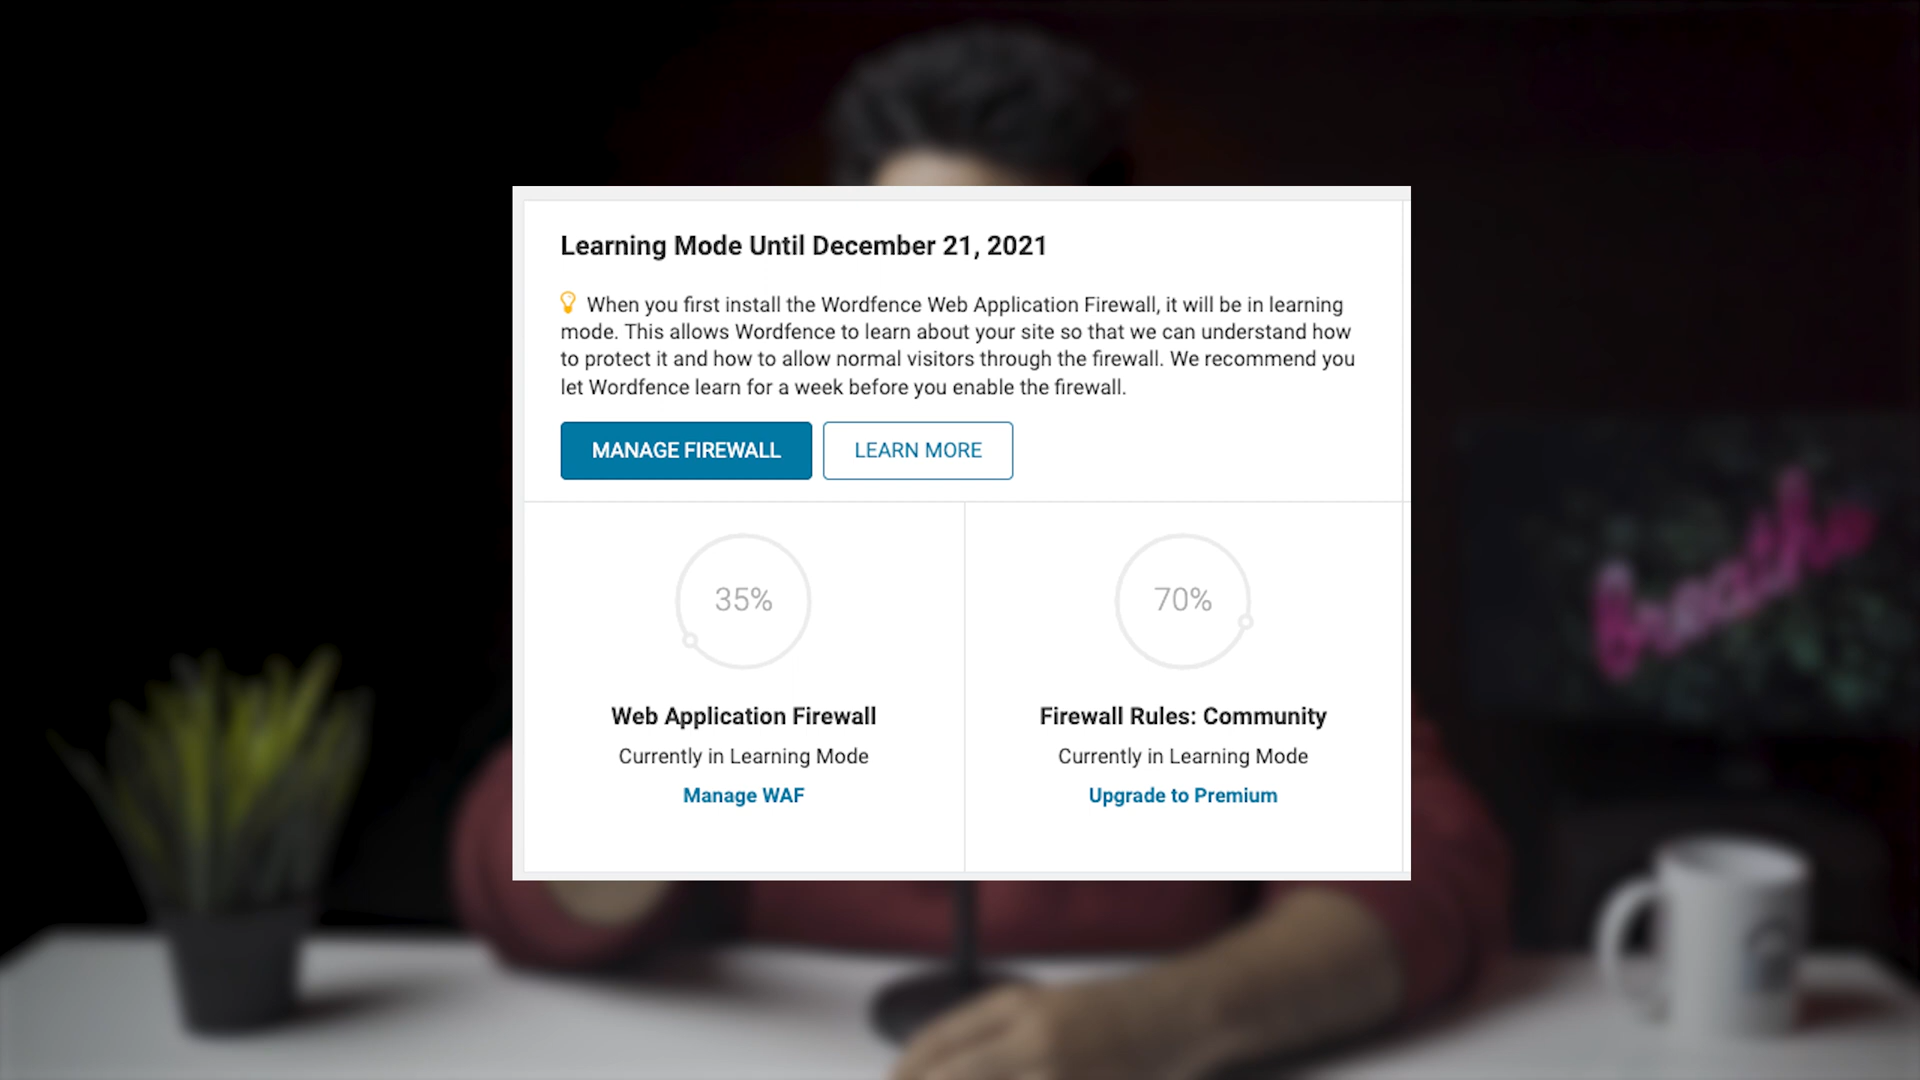 Learning Mode Until December 21, 2021
When you first install the Wordfence Web Application Firewall, it will be in learning
mode. This allows Wordfence to learn about your site so that we can understand how
to protect it and how to allow normal visitors through the firewall. We recommend you
let Wordfence learn for a week before you enable the firewall.
MANAGE FIREWALL
LEARN MORE
35%
Web Application Firewall
Currently in Learning Mode
Manage WAF
70%
Firewall Rules: Community
Currently in Learning Mode
Upgrade to Premium
breathe